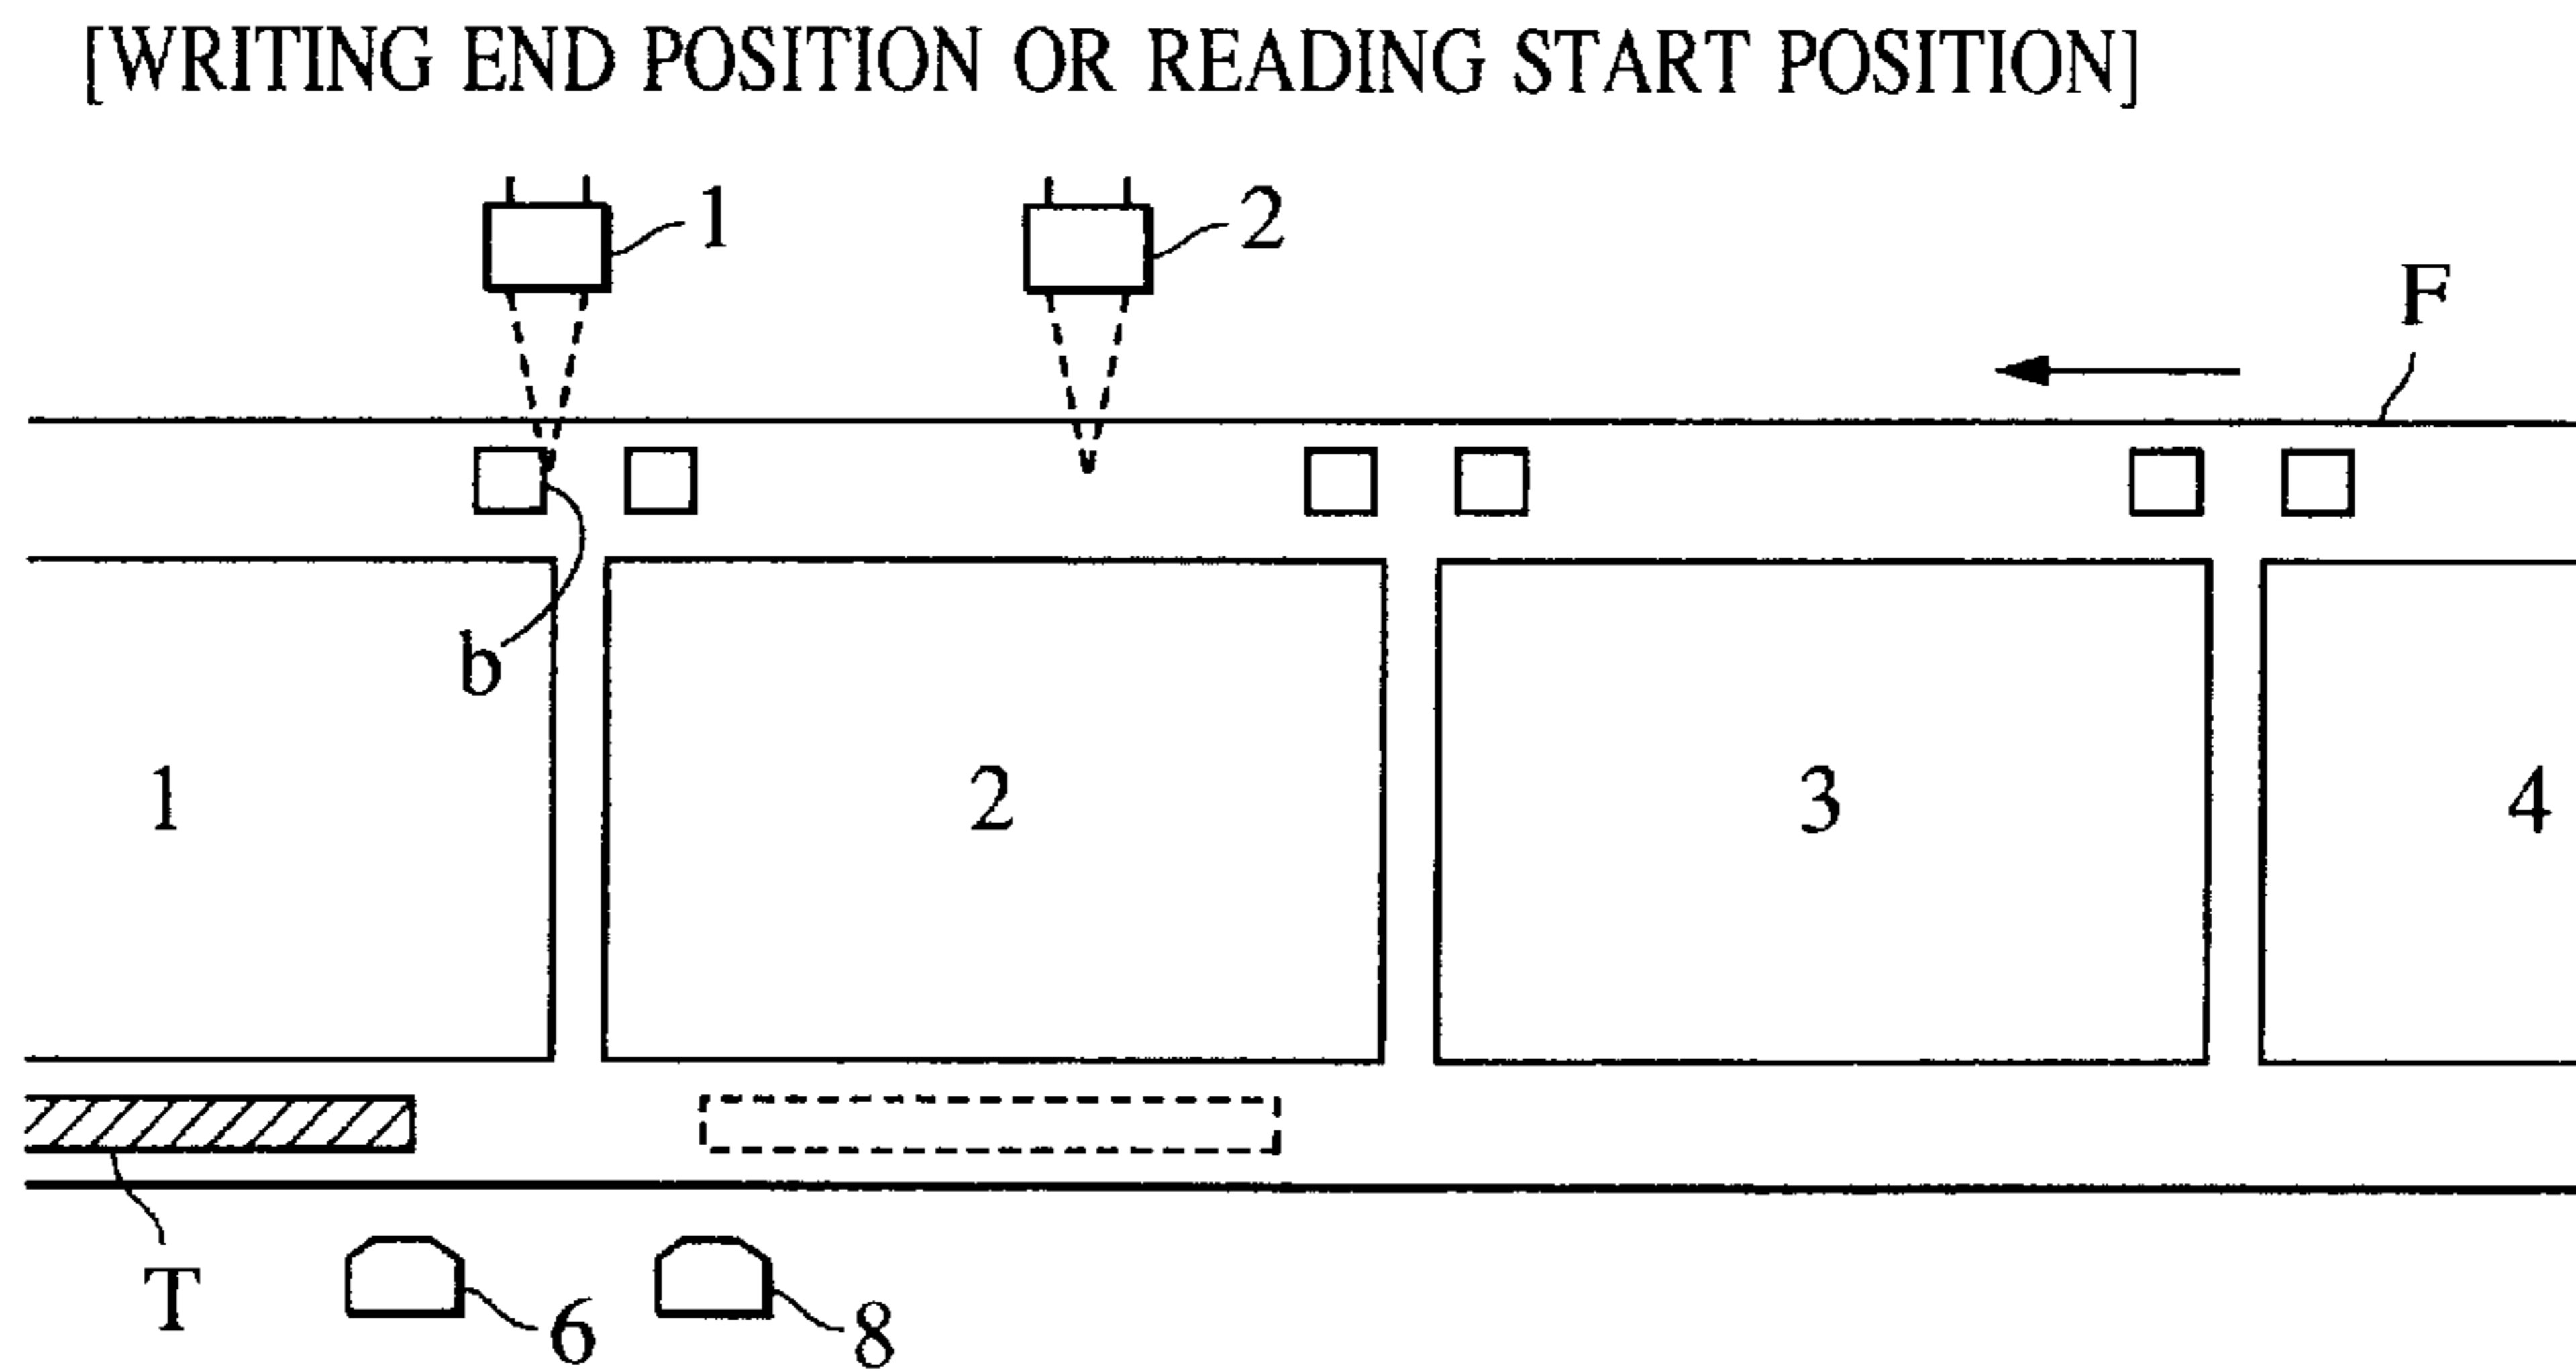 [WRITING END POSITION OR READING START POSITION]
1 2
F
b
1 2 3 4
T 6 8